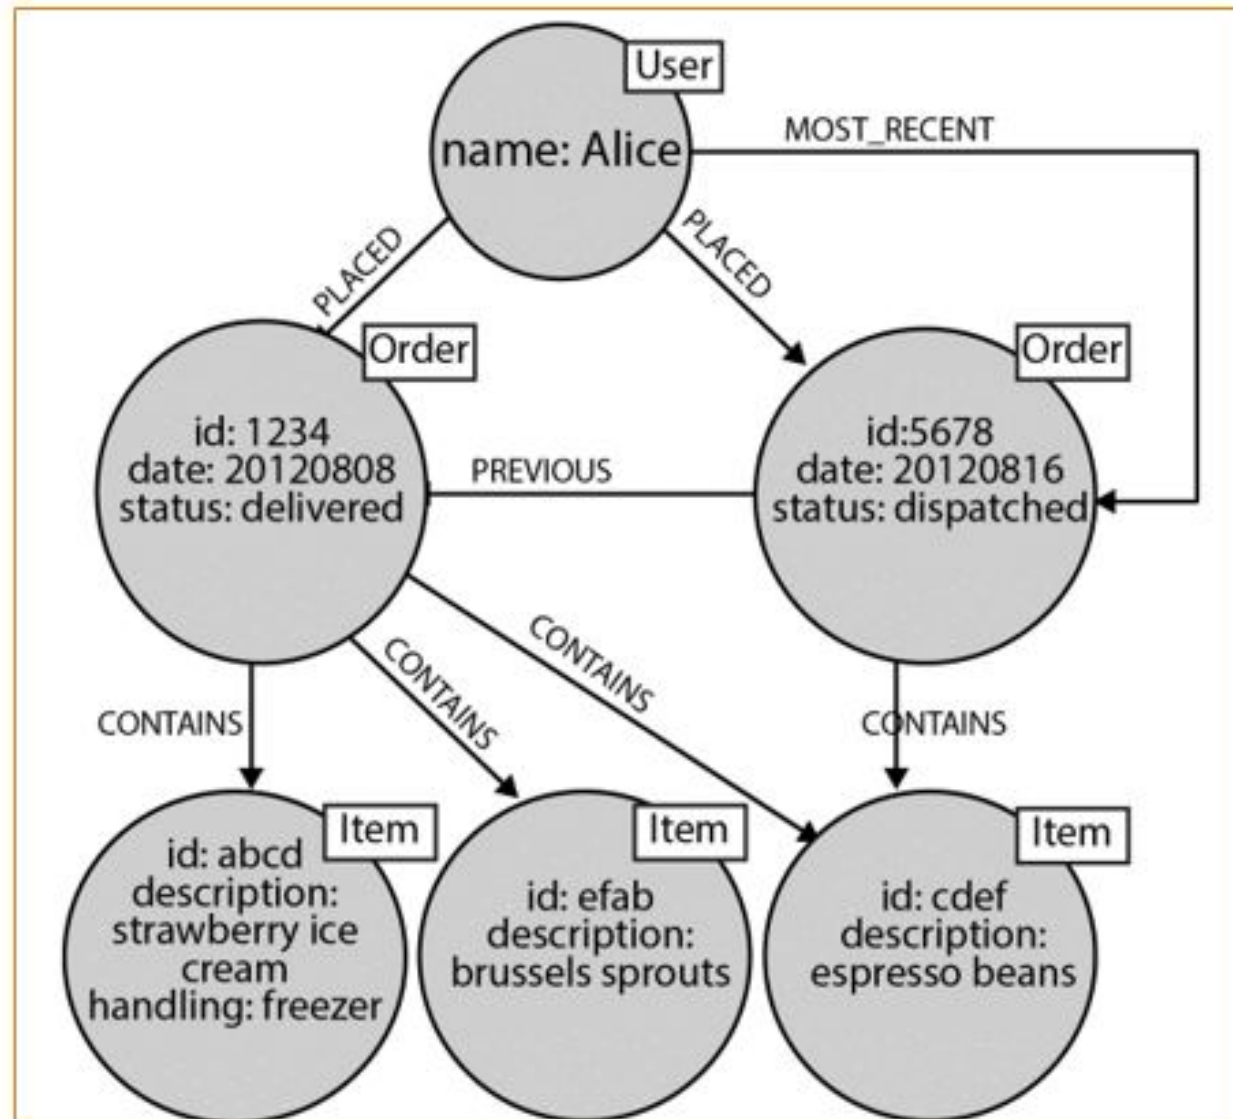 User
name: Alice
MOST_RECENT
PLACED
PLACED
Order
id: 1234
date: 20120808
status: delivered
PREVIOUS
Order
id:5678
date: 20120816
status: dispatched
CONTAINS
CONTAINS
CONTAINS
CONTAINS
Item
id: abcd
description:
strawberry ice
cream
handling: freezer
Item
id: efab
description:
brussels sprouts
Item
id: cdef
description:
espresso beans